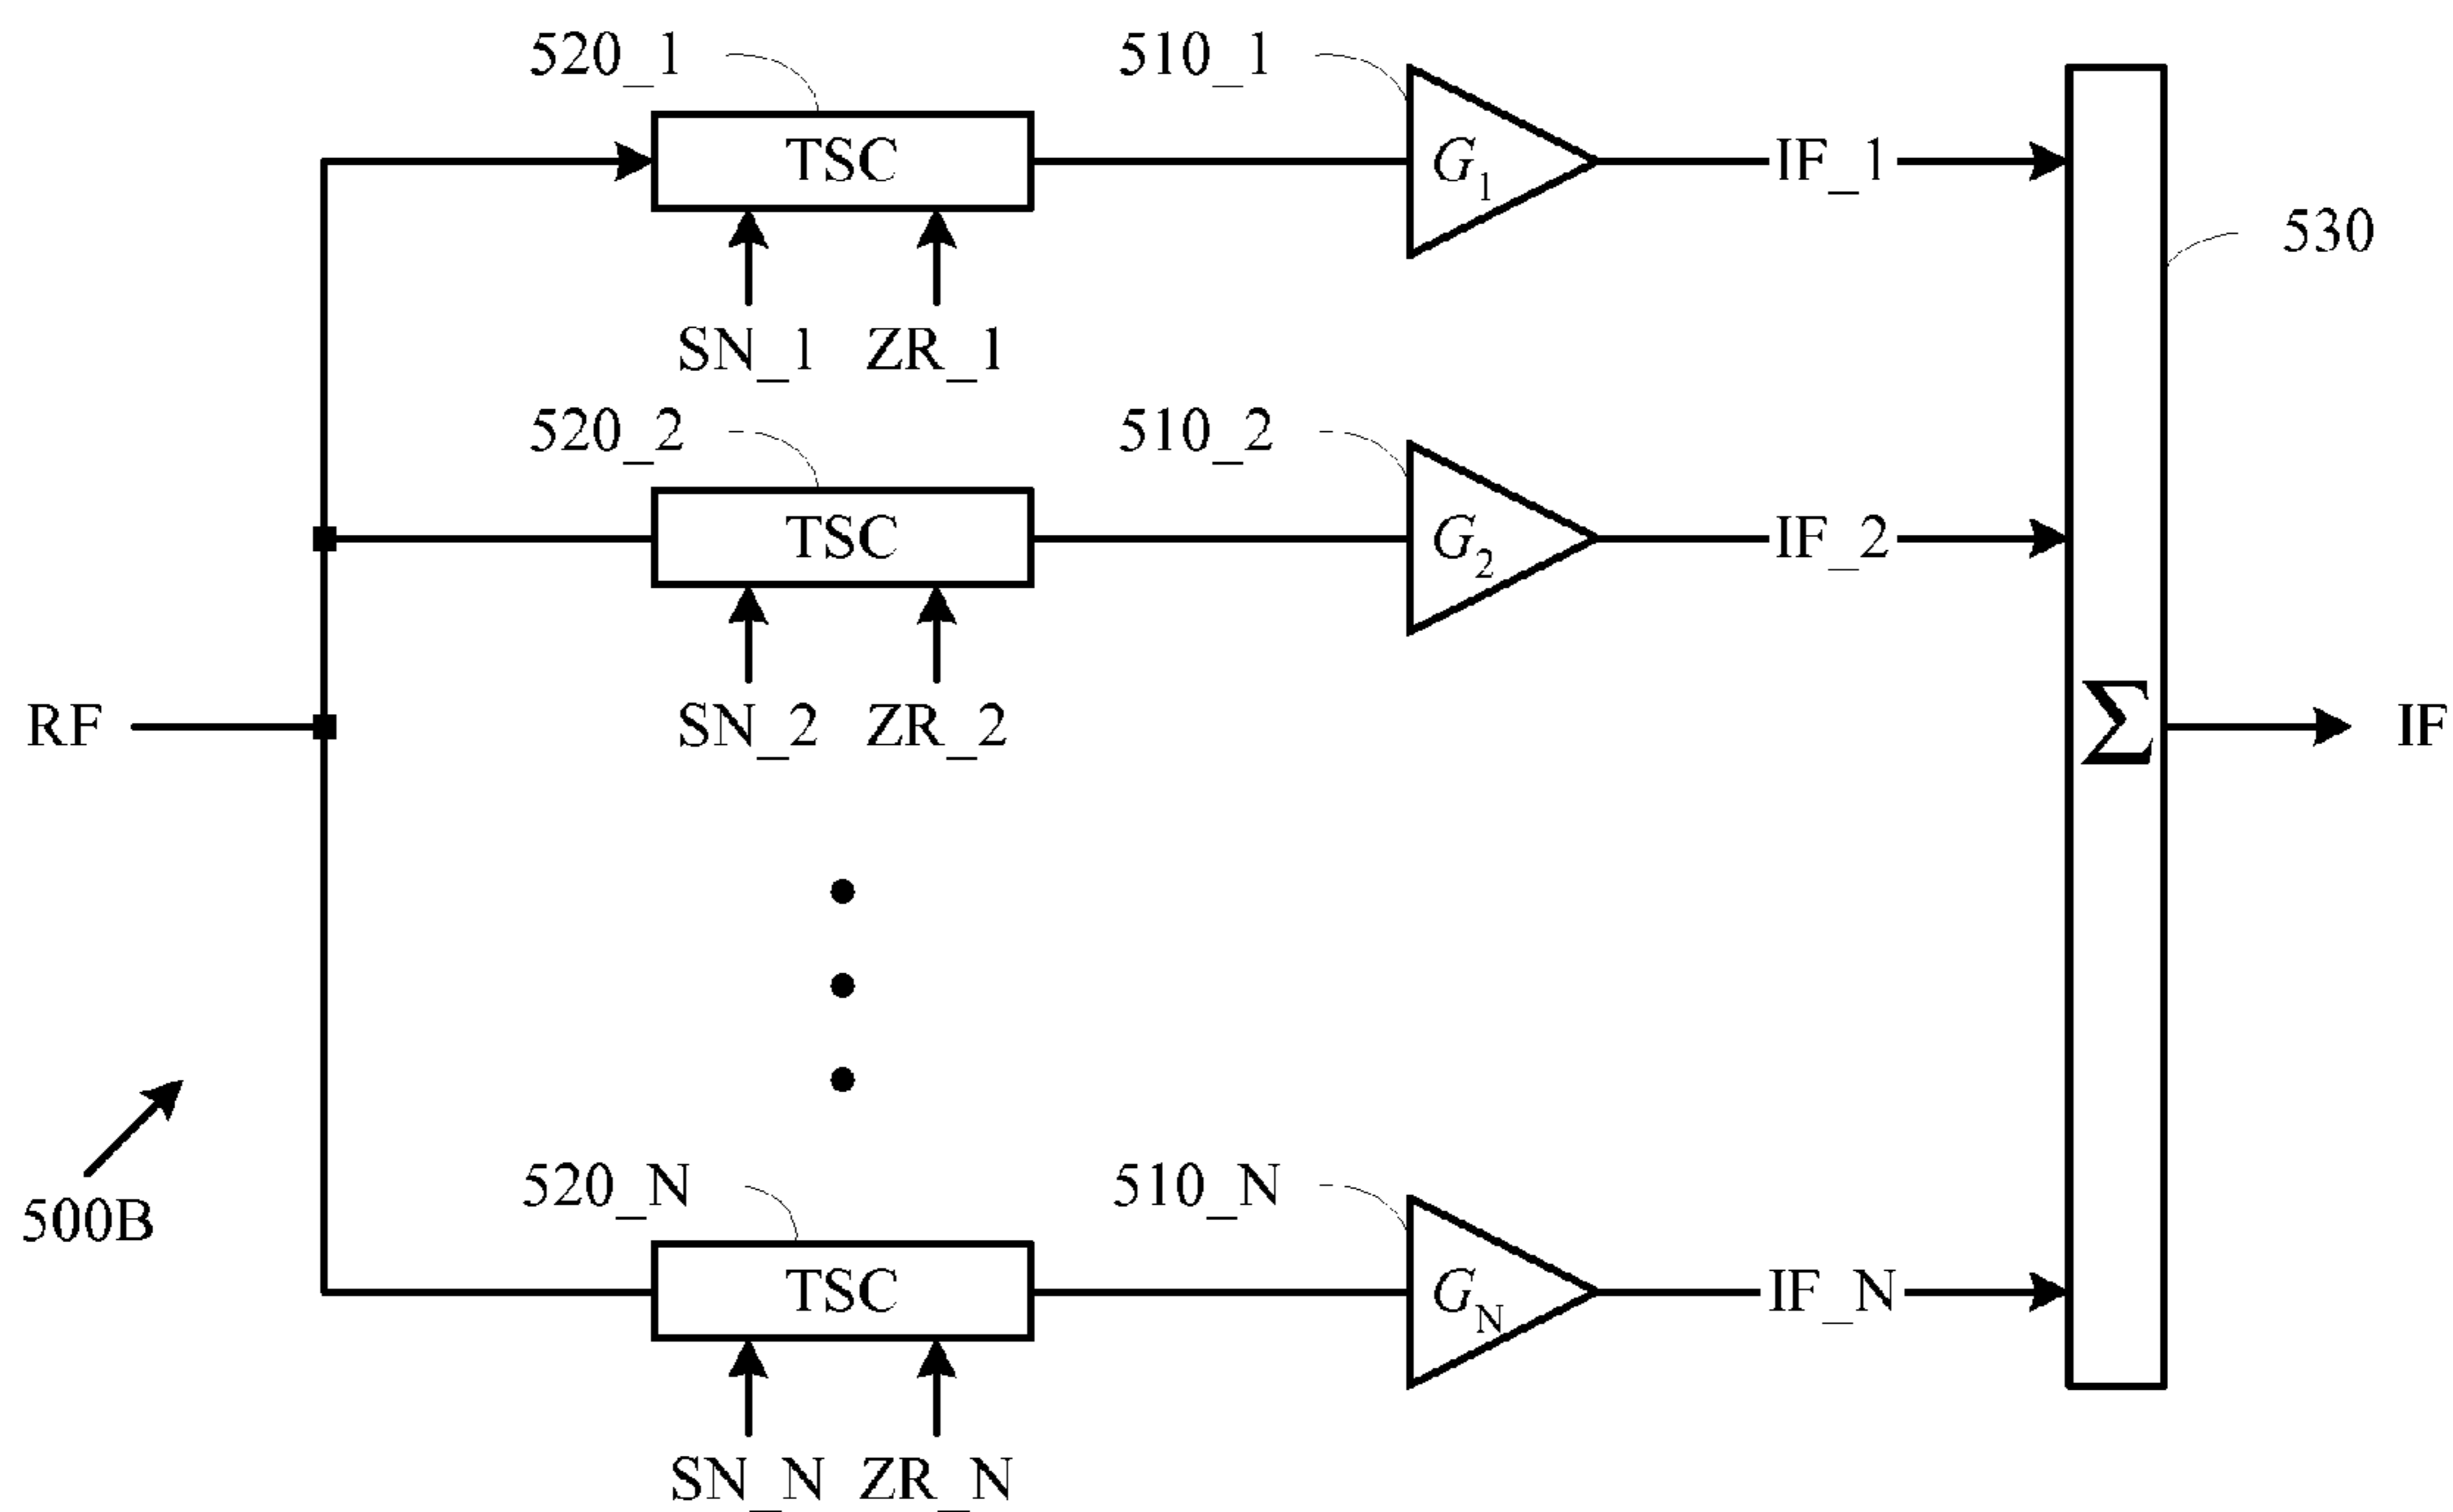 520_1 510_1
TSC G1 IF_1
530
SN_1 ZR_1
520_2 510_2
TSC G2 IF_2
RF SN_2 ZR_2 Σ IF
520_N 510_N
500B
TSC GN IF_N
SN_N ZR_N